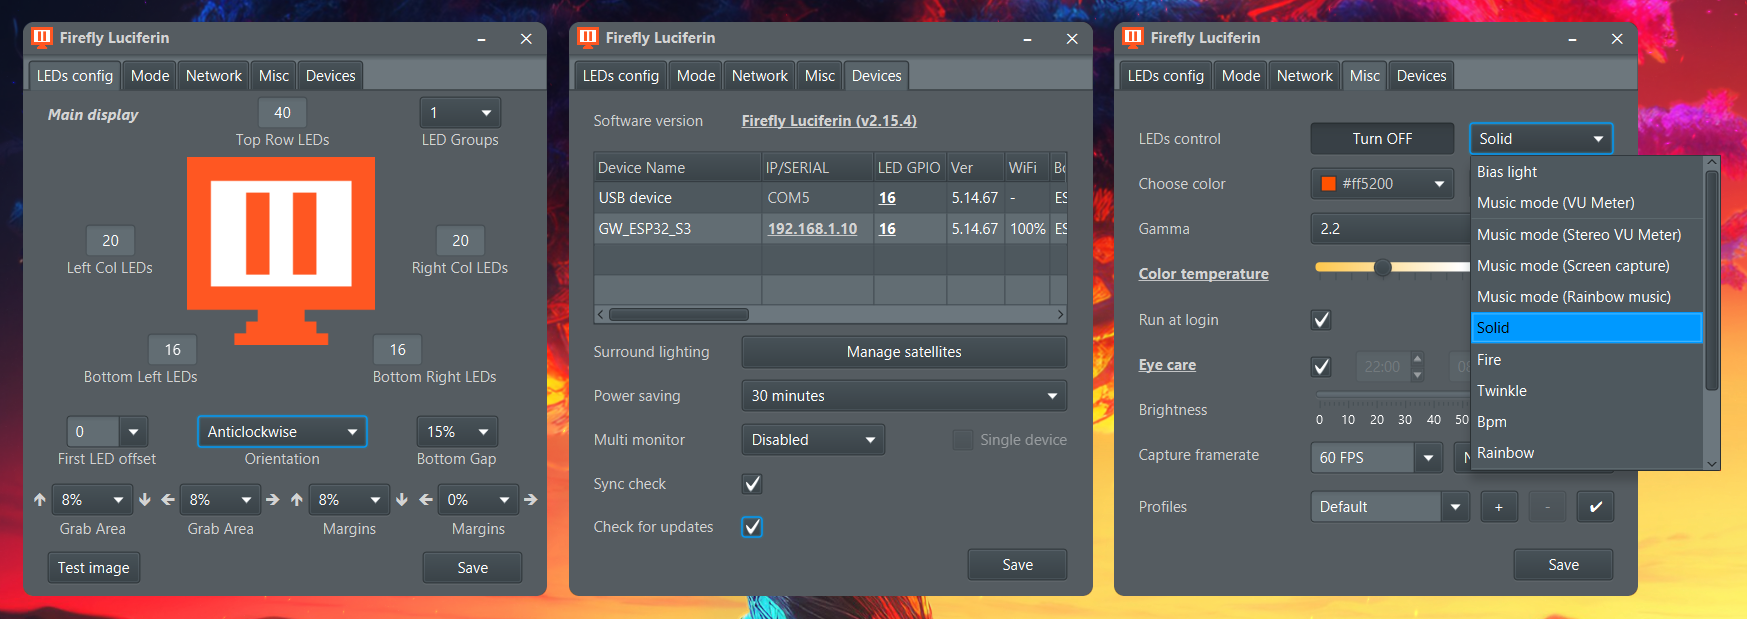 Firefly Luciferin
LEDs config Mode Network Misc Devices
Main display
40
Top Row LEDs
1
LED Groups
20
Left Col LEDs
20
Right Col LEDs
16
Bottom Left LEDs
16
Bottom Right LEDs
0
First LED offset
Anticlockwise
Orientation
15%
Bottom Gap
8%
Grab Area
8%
Grab Area
8%
Margins
0%
Margins
Test image
Save
Firefly Luciferin
LEDs config Mode Network Misc Devices
Software version Firefly Luciferin (v2.15.4)
Device Name IP/SERIAL LED GPIO Ver WiFi
USB device COM5 16 5.14.67 - ES
GW_ESP32_S3 192.168.1.10 16 5.14.67 100% ES
Surround lighting Manage satellites
Power saving 30 minutes
Multi monitor Disabled Single device
Sync check
Check for updates
Save
Firefly Luciferin
LEDs config Mode Network Misc Devices
LEDs control Turn OFF Solid
Choose color #ff5200
Gamma 2.2
Color temperature
Run at login
Eye care 22:00
Brightness
0 10 20 30 40 50
Capture framerate 60 FPS
Profiles Default + -
Save
Bias light
Music mode (VU Meter)
Music mode (Stereo VU Meter)
Music mode (Screen capture)
Music mode (Rainbow music)
Solid
Fire
Twinkle
Bpm
Rainbow